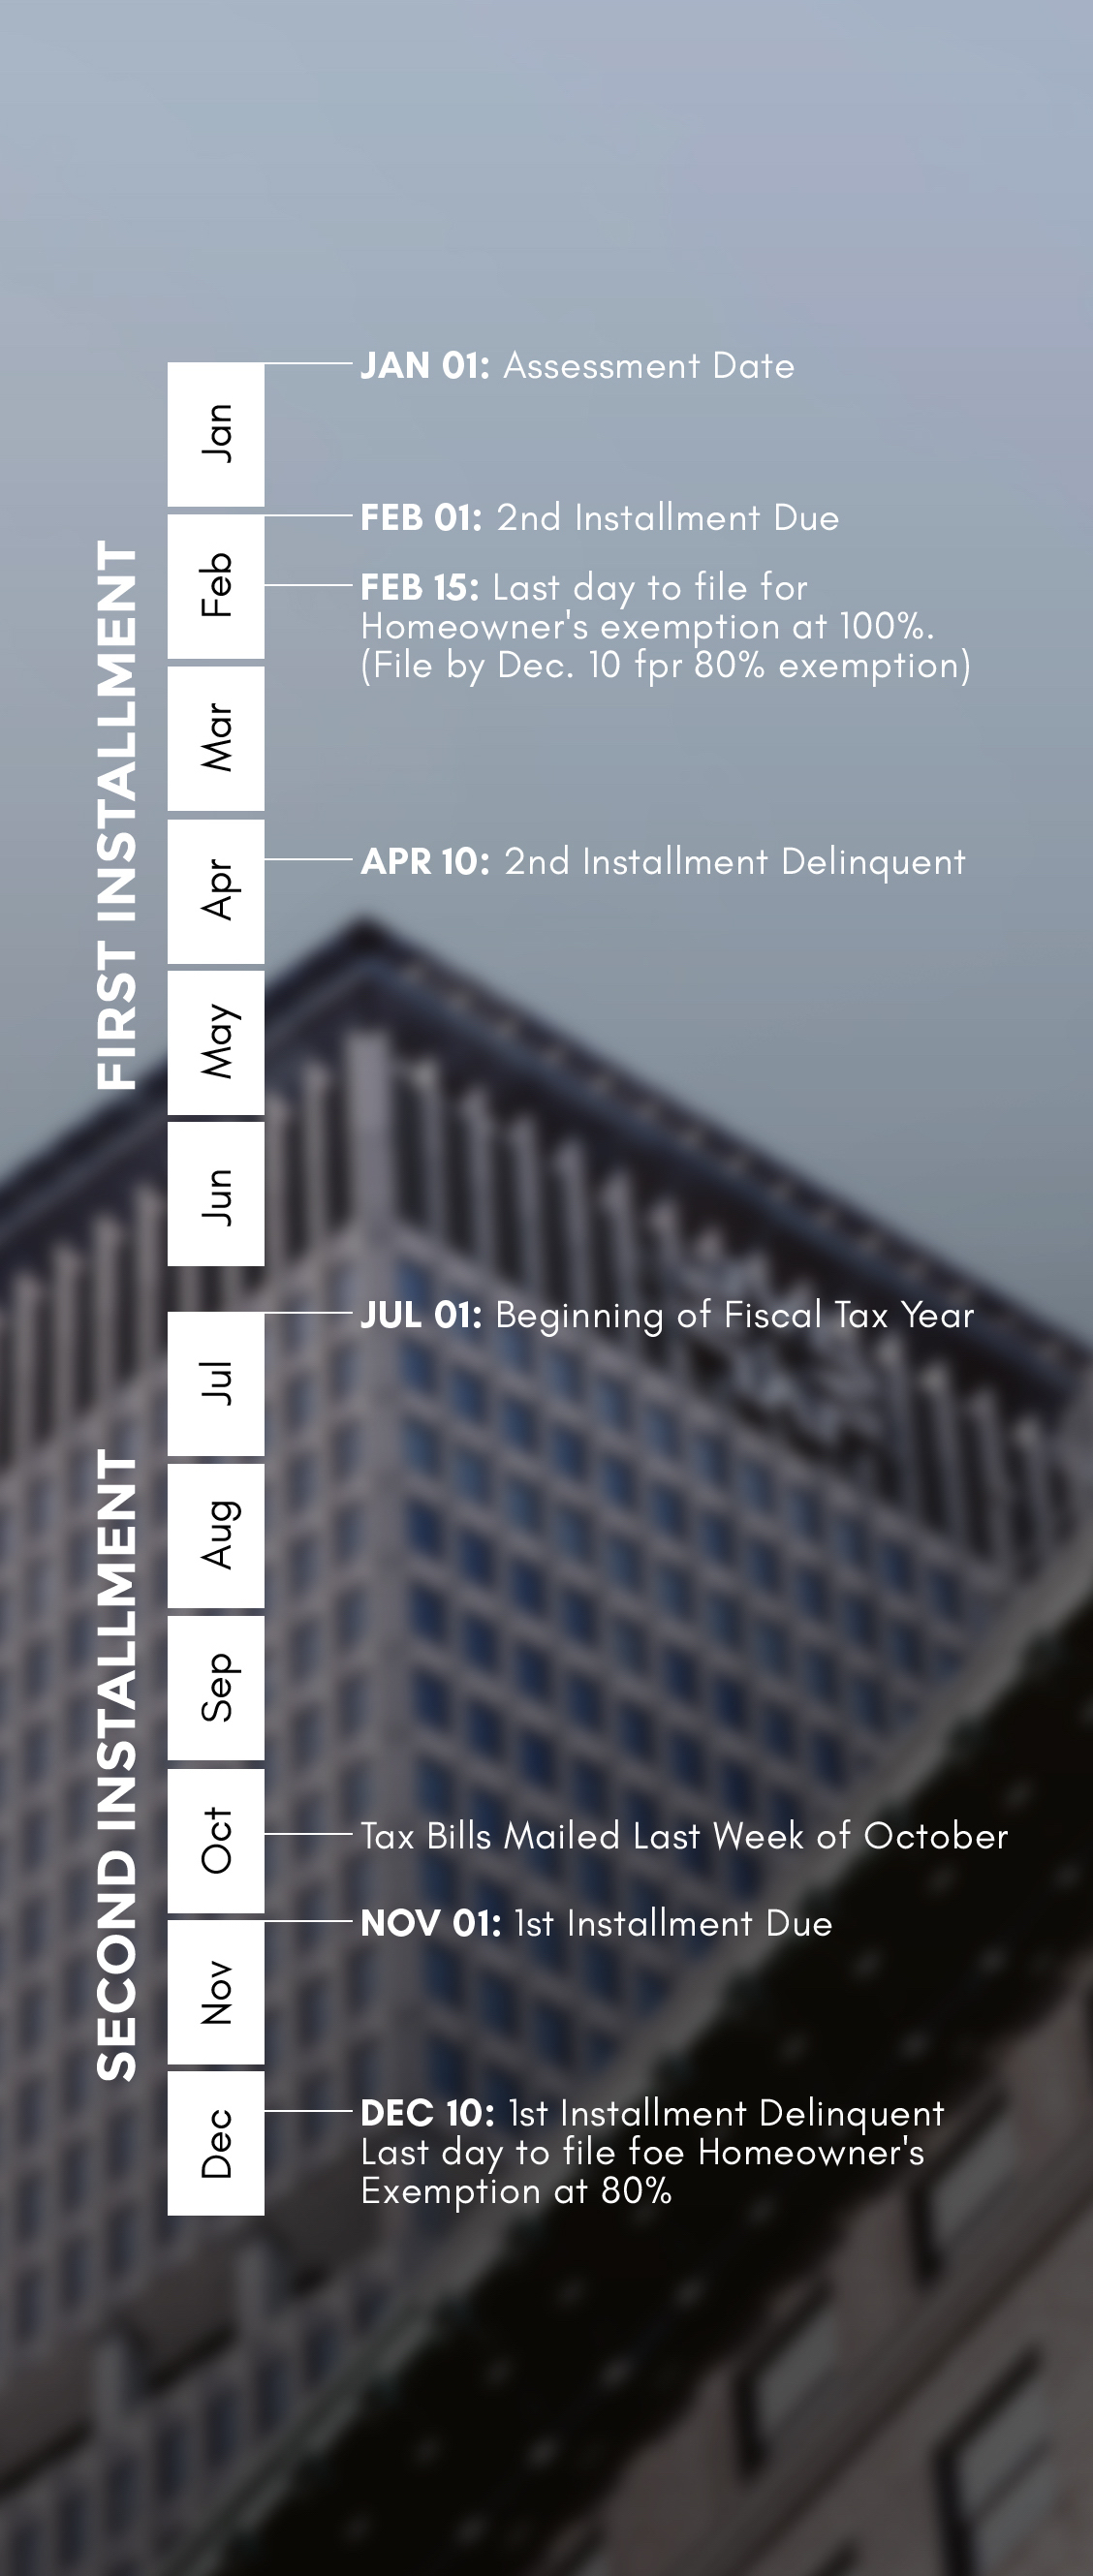 FIRST INSTALLMENT
Jan
JAN 01: Assessment Date
Feb
FEB 01: 2nd Installment Due
FEB 15: Last day to file for
Homeowner's exemption at 100%.
(File by Dec. 10 fpr 80% exemption)
Mar
Apr
APR 10: 2nd Installment Delinquent
May
Jun
SECOND INSTALLMENT
Jul
JUL 01: Beginning of Fiscal Tax Year
Aug
Sep
Oct
Tax Bills Mailed Last Week of October
Nov
NOV 01: 1st Installment Due
Dec
DEC 10: 1st Installment Delinquent
Last day to file foe Homeowner's
Exemption at 80%